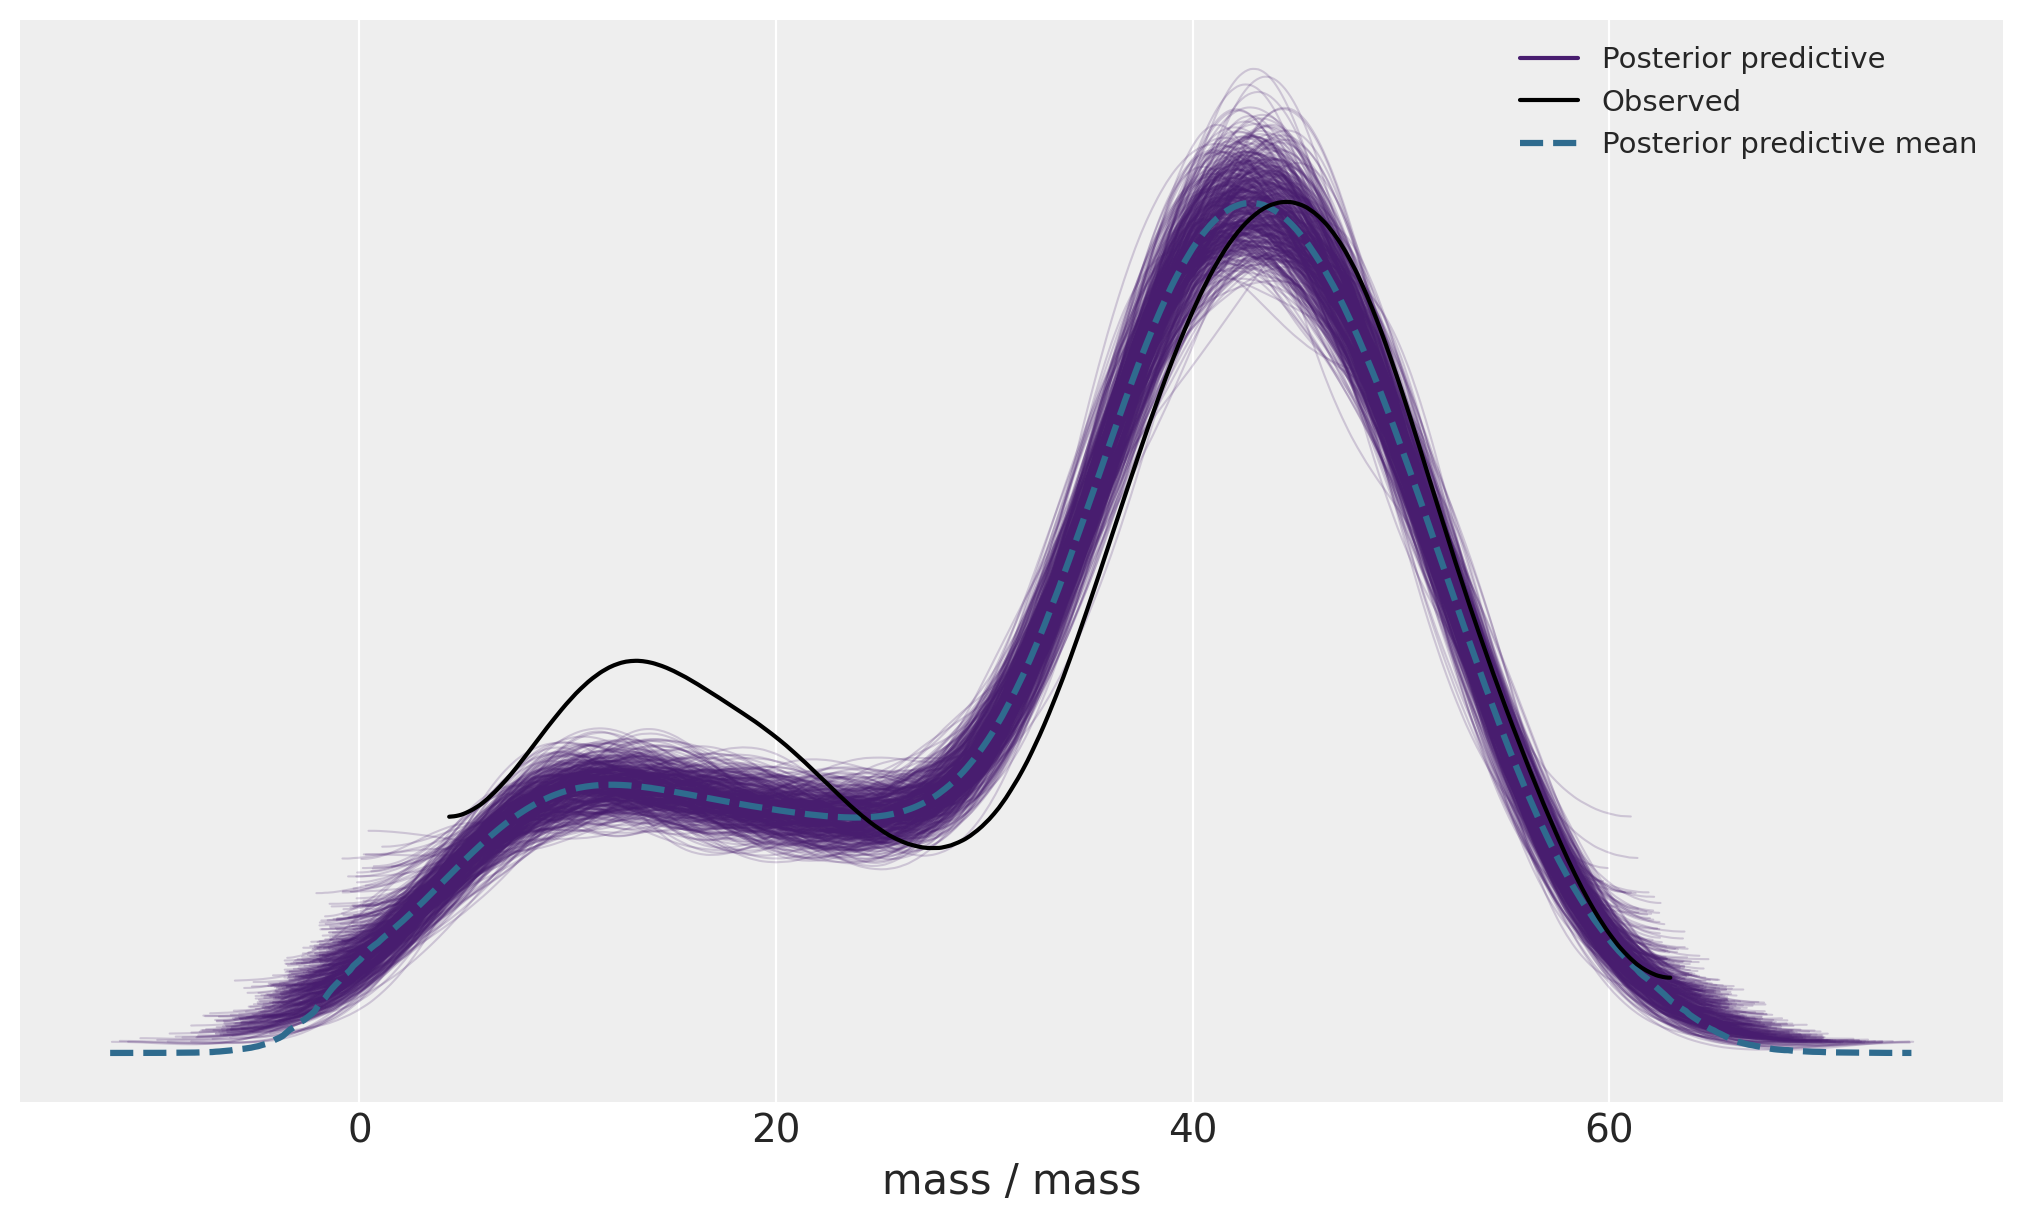 Posterior predictive
Observed
Posterior predictive mean
0 20 40 60
mass / mass